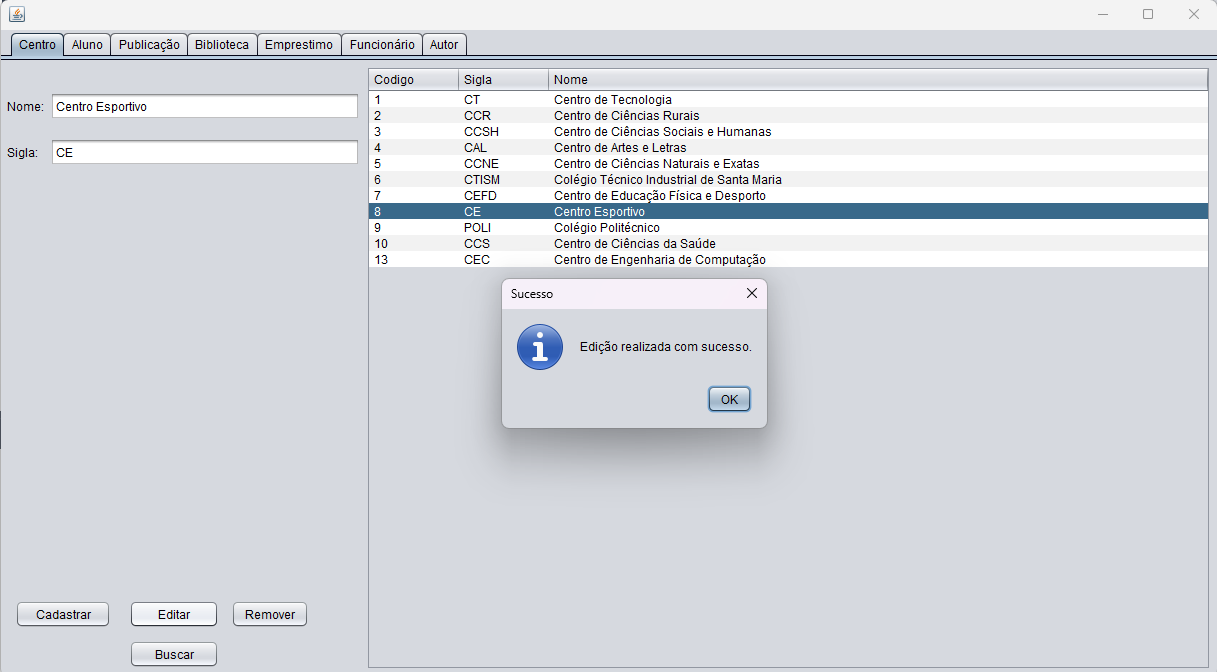 Centro Aluno Publicação Biblioteca Emprestimo Funcionário Autor
Nome: Centro Esportivo
Sigla: CE
Codigo Sigla Nome
1 CT Centro de Tecnologia
2 CCR Centro de Ciências Rurais
3 CCSH Centro de Ciências Sociais e Humanas
4 CAL Centro de Artes e Letras
5 CCNE Centro de Ciências Naturais e Exatas
6 CTISM Colégio Técnico Industrial de Santa Maria
7 CEFD Centro de Educação Física e Desporto
8 CE Centro Esportivo
9 POLI Colégio Politécnico
10 CCS Centro de Ciências da Saúde
13 CEC Centro de Engenharia de Computação
Sucesso
Edição realizada com sucesso.
OK
Cadastrar Editar Remover
Buscar